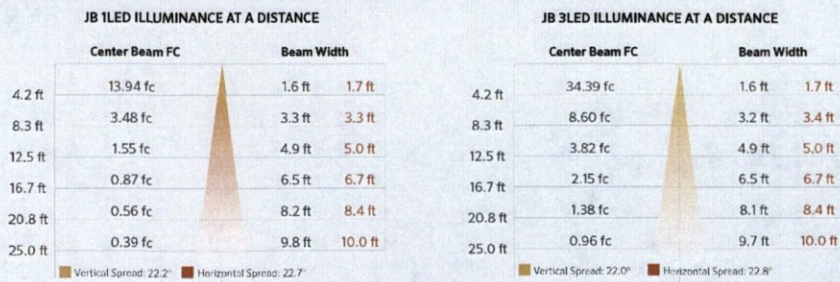 JB 1LED ILLUMINANCE AT A DISTANCE
Center Beam FC Beam Width
4.2 ft 13.94 fc 1.6 ft 1.7 ft
8.3 ft 3.48 fc 3.3 ft 3.3 ft
12.5 ft 1.55 fc 4.9 ft 5.0 ft
16.7 ft 0.87 fc 6.5 ft 6.7 ft
20.8 ft 0.56 fc 8.2 ft 8.4 ft
25.0 ft 0.39 fc 9.8 ft 10.0 ft
Vertical Spread: 22.2° Horizontal Spread: 22.7°
JB 3LED ILLUMINANCE AT A DISTANCE
Center Beam FC Beam Width
4.2 ft 34.39 fc 1.6 ft 1.7 ft
8.3 ft 8.60 fc 3.2 ft 3.4 ft
12.5 ft 3.82 fc 4.9 ft 5.0 ft
16.7 ft 2.15 fc 6.5 ft 6.7 ft
20.8 ft 1.38 fc 8.1 ft 8.4 ft
25.0 ft 0.96 fc 9.7 ft 10.0 ft
Vertical Spread: 22.0° Horizontal Spread: 22.8°